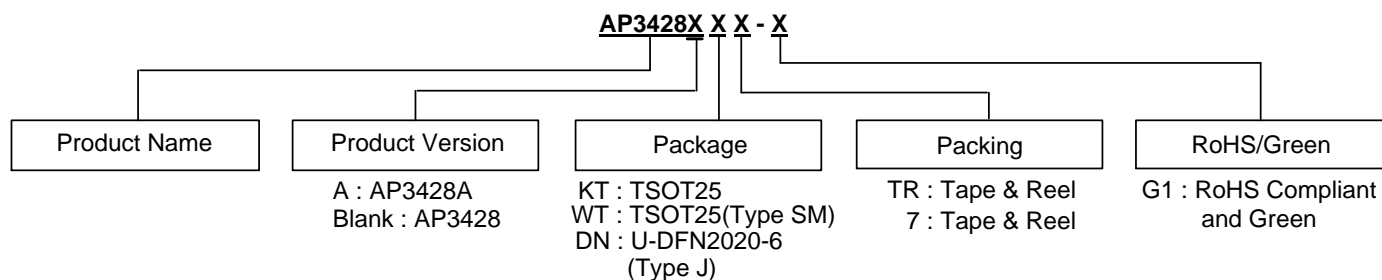 AP3428X X X - X
Product Name
Product Version
Package
Packing
RoHS/Green
A : AP3428A
Blank : AP3428
KT : TSOT25
WT : TSOT25(Type SM)
DN : U-DFN2020-6
(Type J)
TR : Tape & Reel
7 : Tape & Reel
G1 : RoHS Compliant
and Green